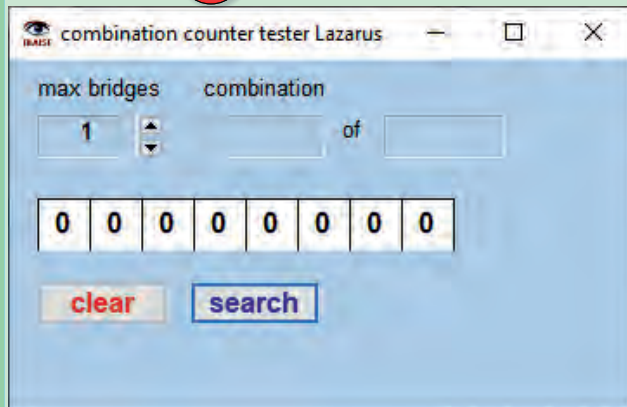 combination counter tester Lazarus
max bridges combination
1 of
0 0 0 0 0 0 0 0
clear search